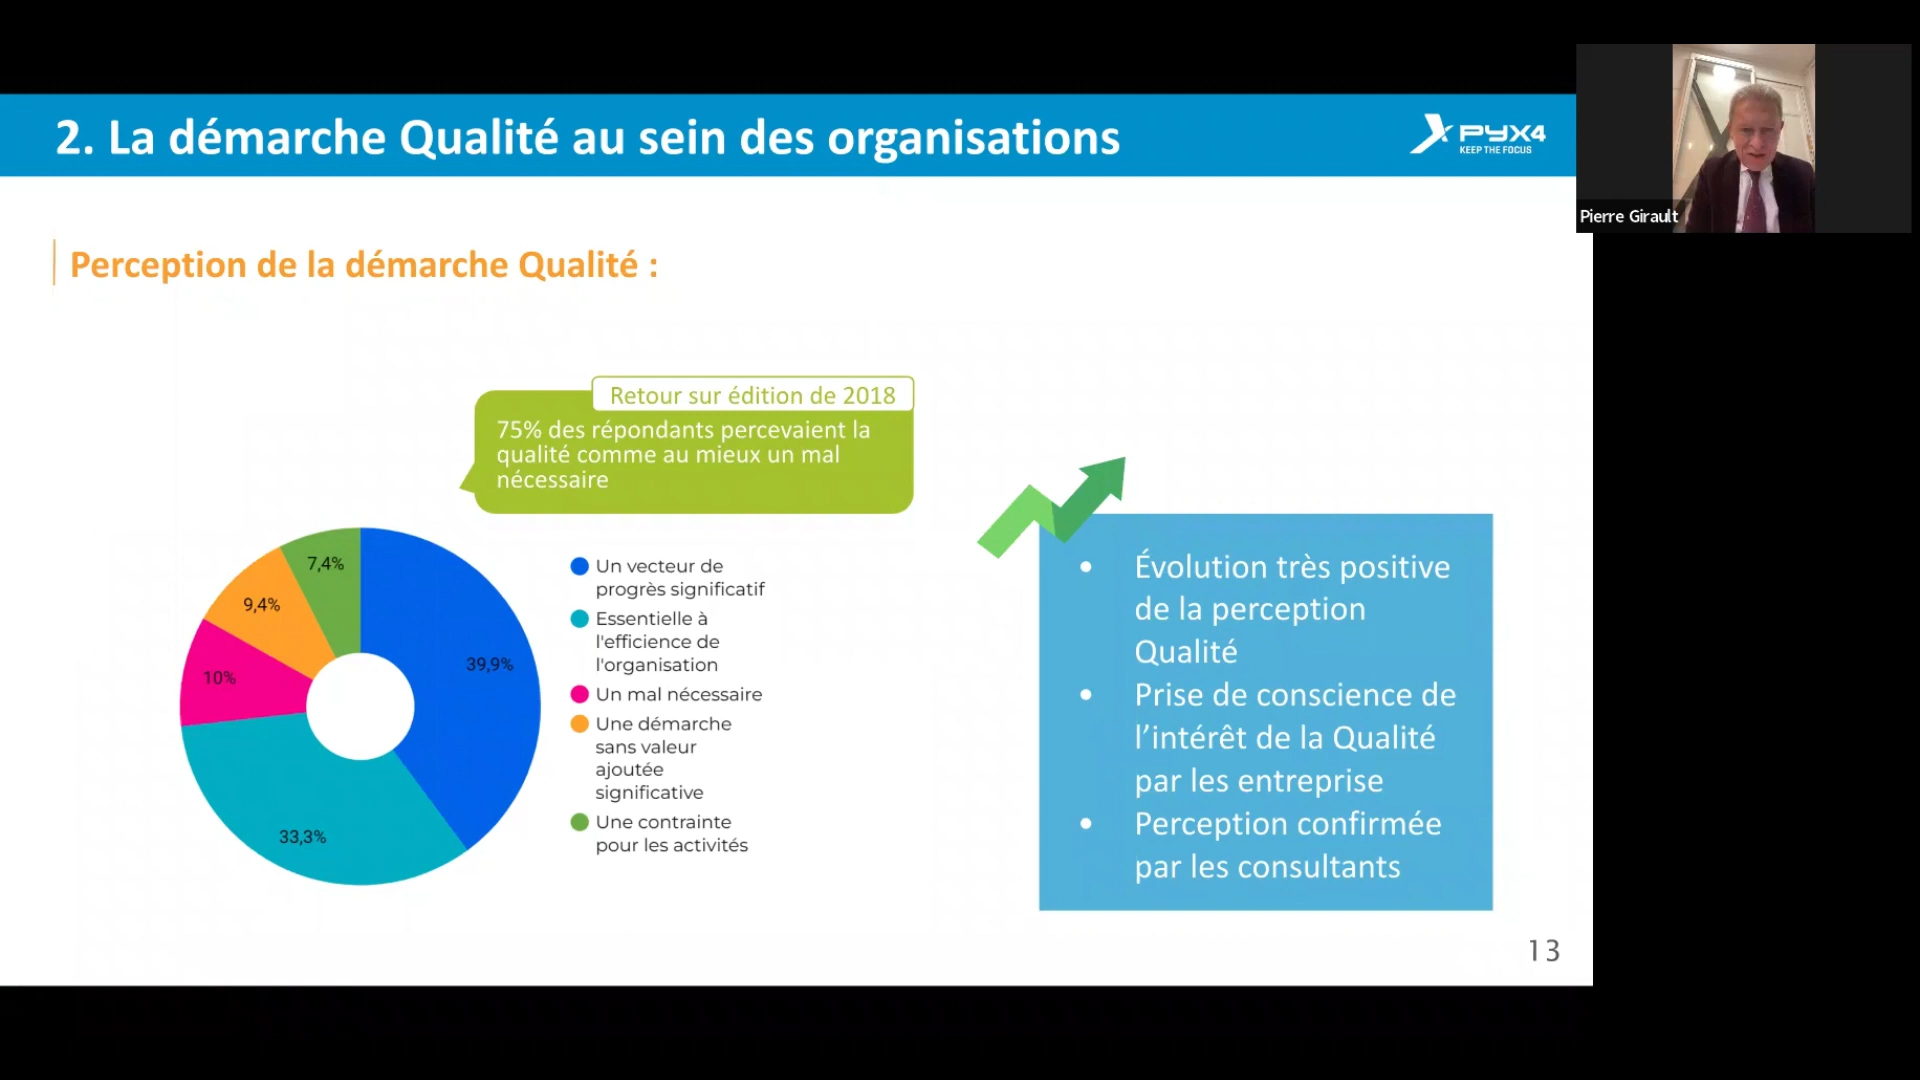 2. La démarche Qualité au sein des organisations
PYX4
KEEP THE FOCUS
Pierre Girault
Perception de la démarche Qualité :
Retour sur édition de 2018
75% des répondants percevaient la
qualité comme au mieux un mal
nécessaire
7,4%
9,4%
10%
39,9%
33,3%
Un vecteur de
progrès significatif
Essentielle à
l'efficience de
l'organisation
Un mal nécessaire
Une démarche
sans valeur
ajoutée
significative
Une contrainte
pour les activités
• Évolution très positive
de la perception
Qualité
• Prise de conscience de
l’intérêt de la Qualité
par les entreprise
• Perception confirmée
par les consultants
13